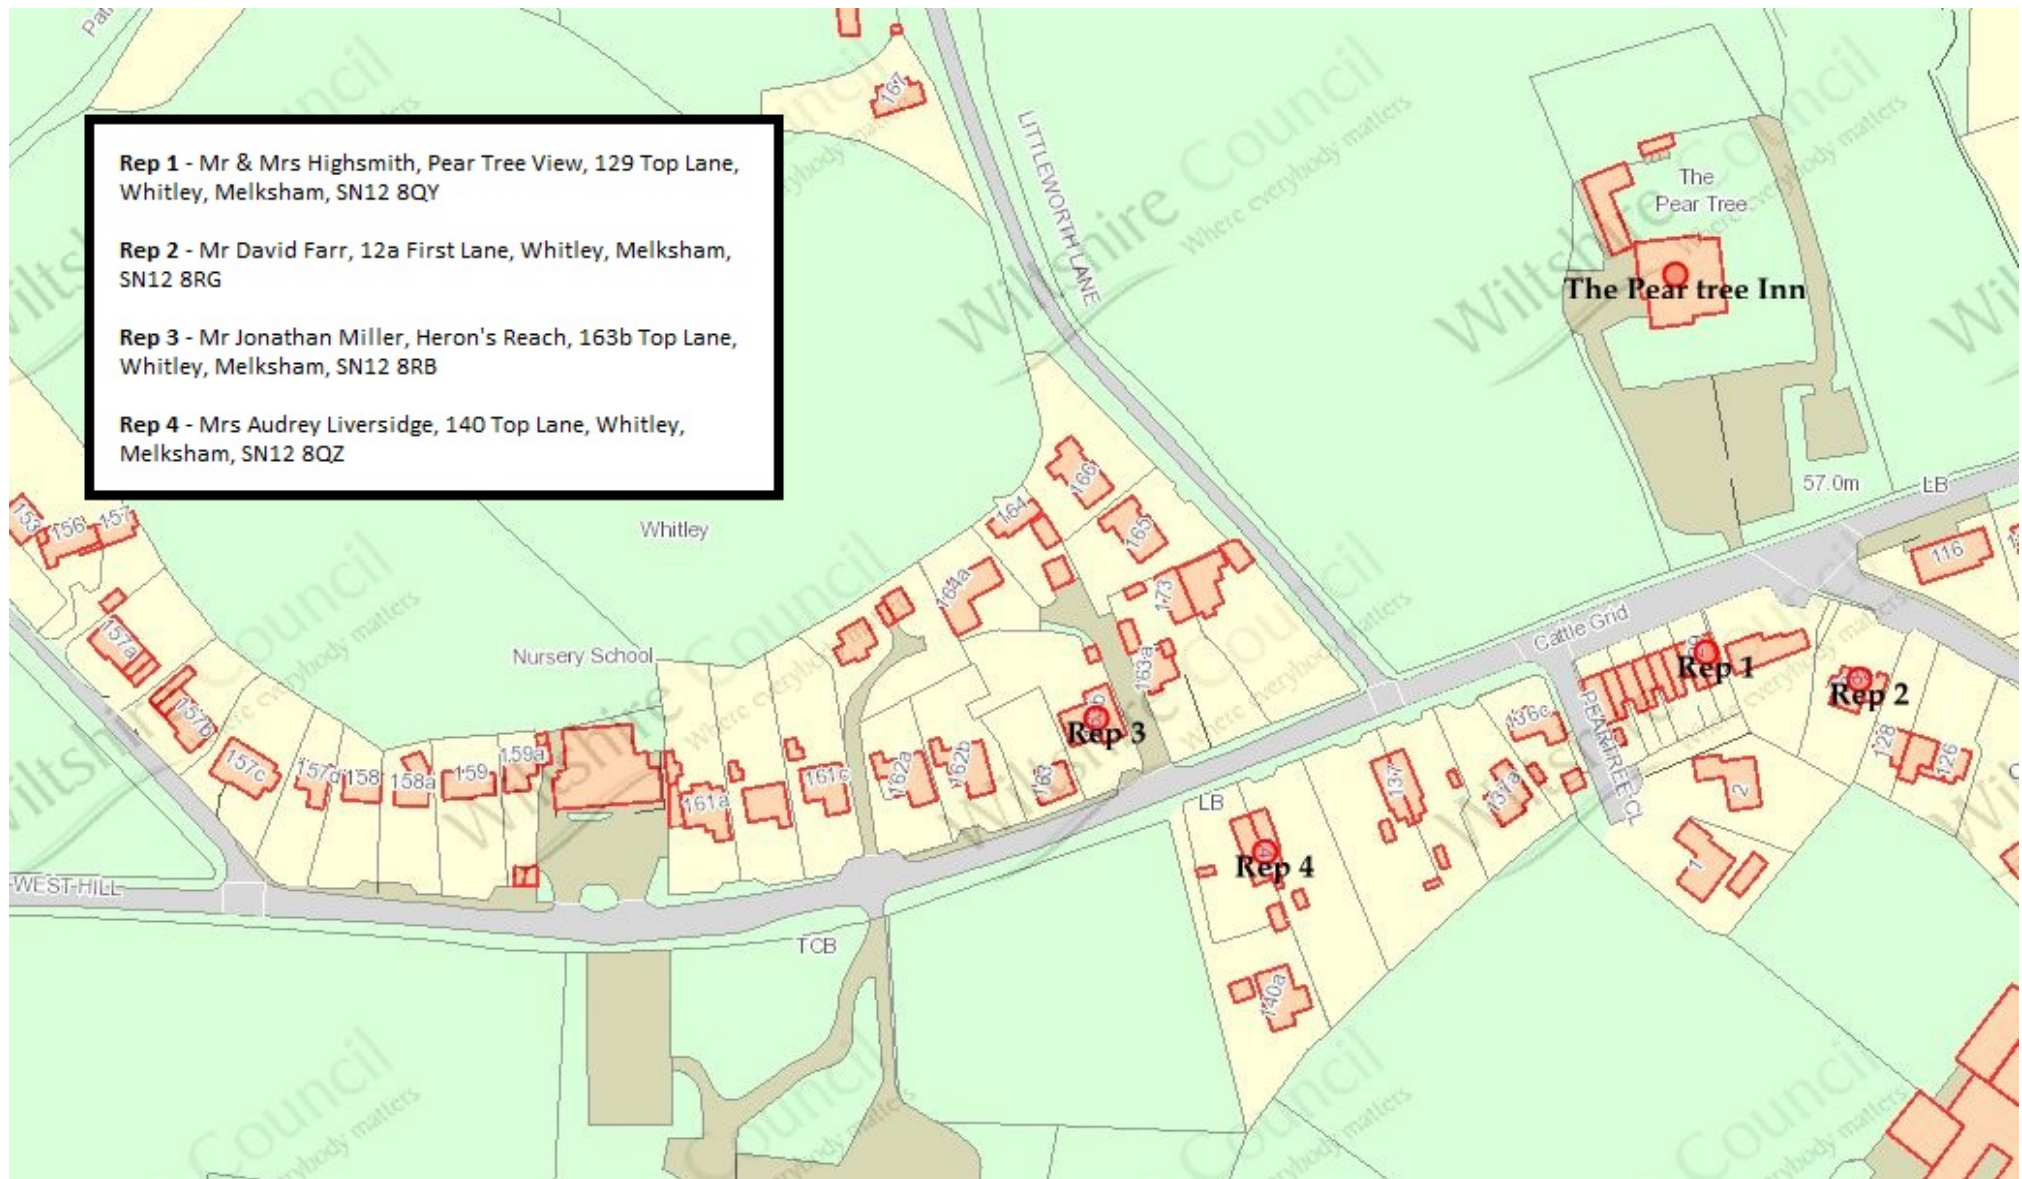 Pat
167
LITTLEWORTH LANE
Rep 1 - Mr & Mrs Highsmith, Pear Tree View, 129 Top Lane,
Whitley, Melksham, SN12 8QY
Rep 2 - Mr David Farr, 12a First Lane, Whitley, Melksham,
SN12 8RG
Rep 3 - Mr Jonathan Miller, Heron's Reach, 163b Top Lane,
Whitley, Melksham, SN12 8RB
Rep 4 - Mrs Audrey Liversidge, 140 Top Lane, Whitley,
Melksham, SN12 8QZ
The
Pear Tree
The Pear tree Inn
57.0m
LB
Whitley
153
156
157
164
166
165
164a
173
116
Cattle Grid
Nursery School
157a
157b
157c
157d
158
158a
159
159a
161a
161c
162a
162b
163
163a
Rep 3
Rep 1
Rep 2
128
126
136c
137
137a
PEAR TREE CL
2
1
LB
Rep 4
140a
WEST HILL
TCB
Wiltshire Council
Where everybody matters